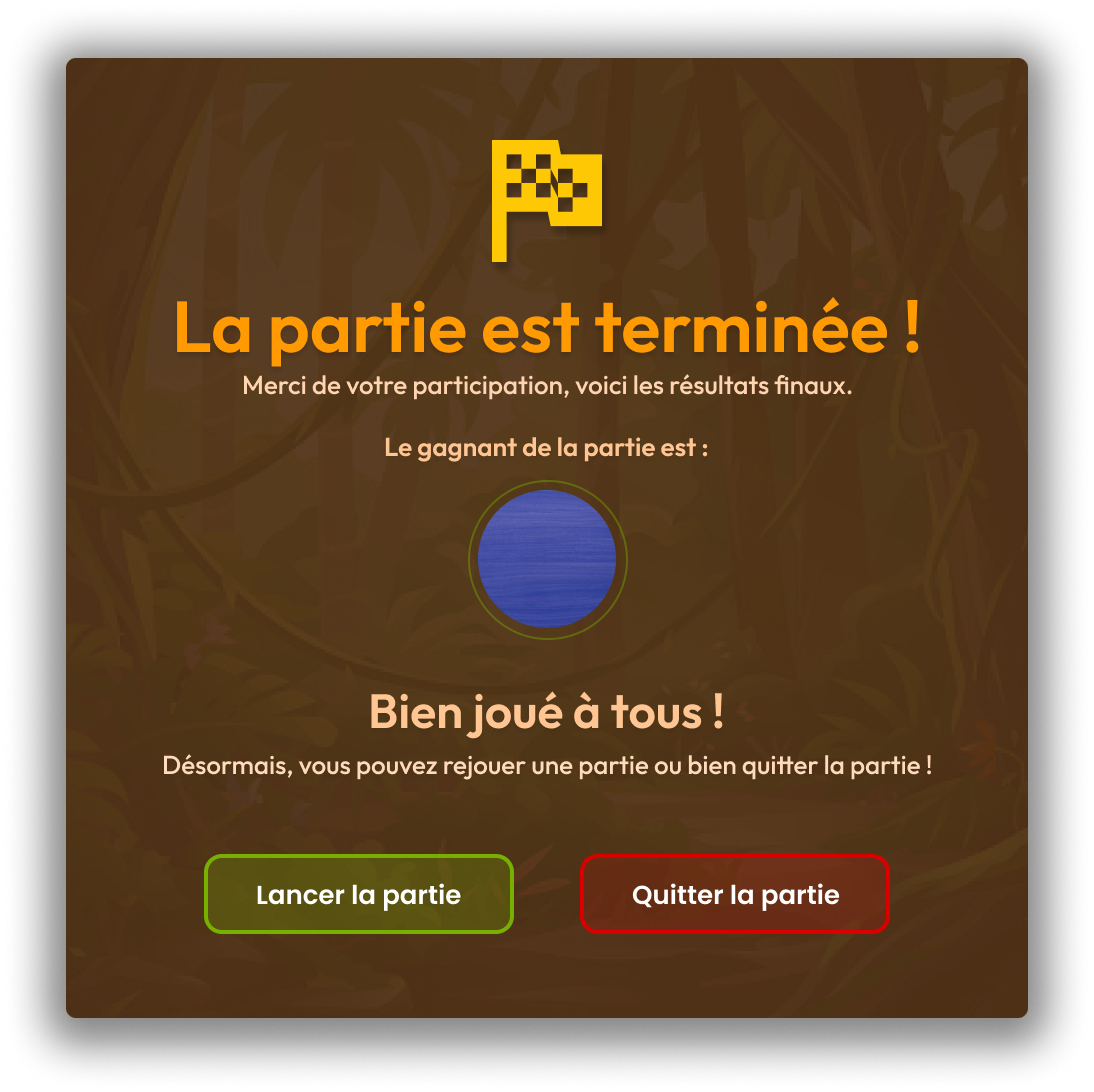 La partie est terminée !
Merci de votre participation, voici les résultats finaux.
Le gagnant de la partie est :
Bien joué à tous !
Désormais, vous pouvez rejouer une partie ou bien quitter la partie !
Lancer la partie
Quitter la partie